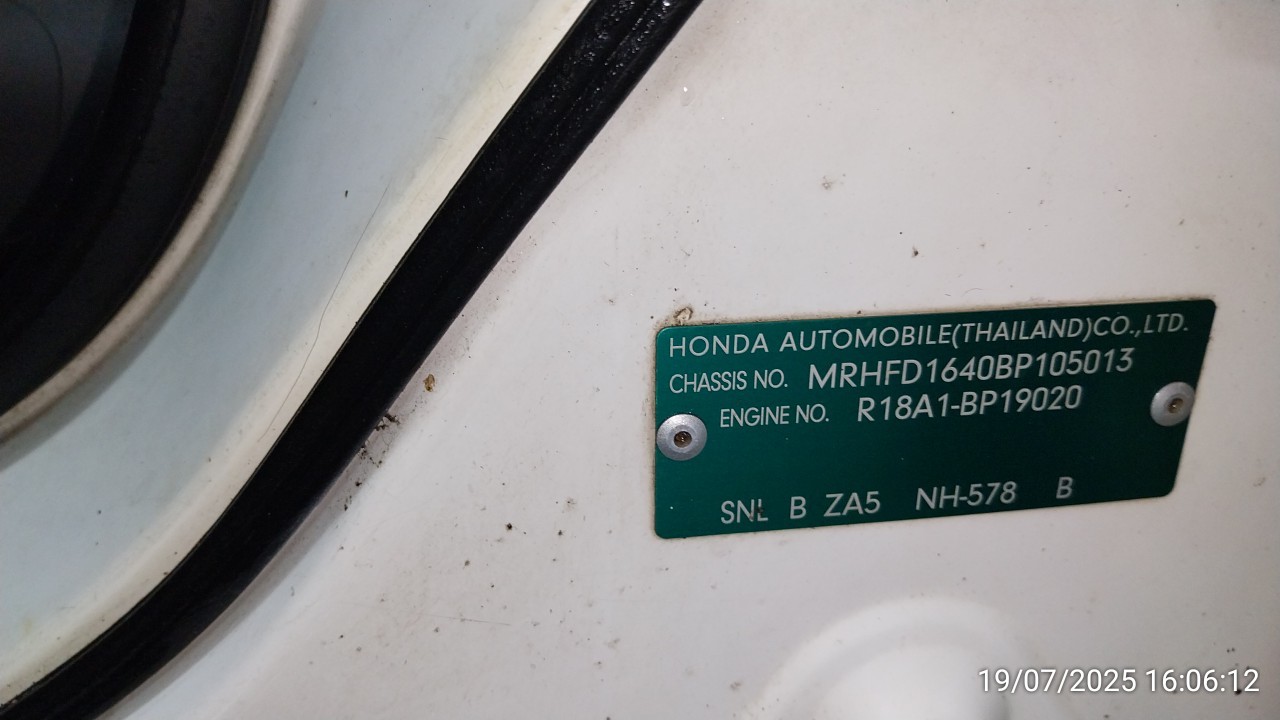 HONDA AUTOMOBILE(THAILAND)CO.,LTD.
CHASSIS NO. MRHFD1640BP105013
ENGINE NO. R18A1-BP19020
SNL B ZA5 NH-578 B
19/07/2025 16:06:12